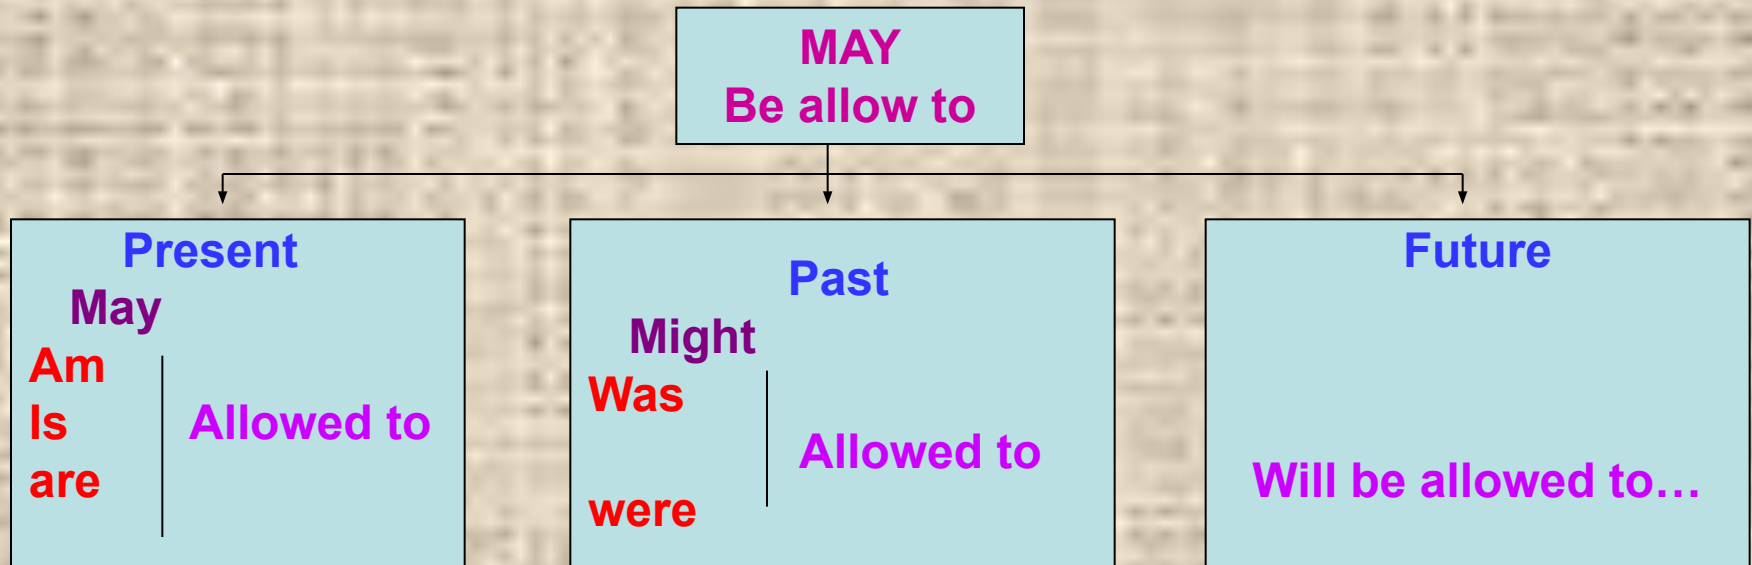 MAY
Be allow to
Present
May
Am
Is
are
Allowed to
Past
Might
Was
were
Allowed to
Future
Will be allowed to…